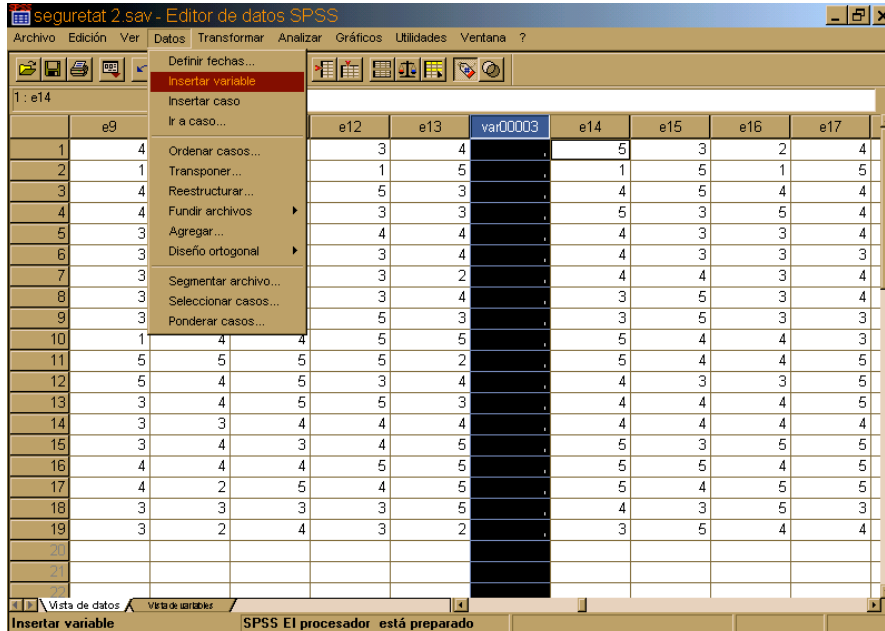 seguretat 2.sav - Editor de datos SPSS
Archivo Edición Ver Datos Transformar Analizar Gráficos Utilidades Ventana ?
Definir fechas...
Insertar variable
Insertar caso
Ir a caso...
Ordenar casos...
Transponer...
Reestructurar...
Fundir archivos
Agregar...
Diseño ortogonal
Segmentar archivo...
Seleccionar casos...
Ponderar casos...
1 : e14
e9 e12 e13 var00003 e14 e15 e16 e17
1 4 3 4 , 5 3 2 4
2 1 1 5 , 1 5 1 5
3 4 5 3 , 4 5 4 4
4 4 3 3 , 5 3 5 4
5 3 4 4 , 4 3 3 4
6 3 3 4 , 4 3 3 3
7 3 3 2 , 4 4 3 4
8 3 3 4 , 3 5 3 4
9 3 5 3 , 3 5 3 3
10 1 4 4 5 5 , 5 4 4 3
11 5 5 5 5 2 , 5 4 4 5
12 5 4 5 3 4 , 4 3 3 5
13 3 4 5 5 3 , 4 4 4 4
14 3 3 4 4 4 , 4 4 4 4
15 3 4 3 4 5 , 5 3 5 5
16 4 4 4 5 5 , 5 5 4 5
17 4 2 5 4 5 , 5 4 5 5
18 3 3 3 3 5 , 4 3 5 3
19 3 2 4 3 2 , 3 5 4 4
20
21
22
Vista de datos Vista de variables
Insertar variable SPSS El procesador está preparado